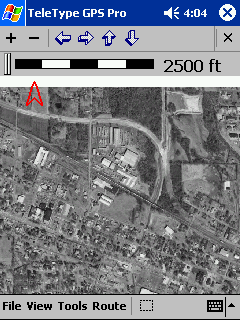 TeleType GPS Pro 4:04
2500 ft
File View Tools Route